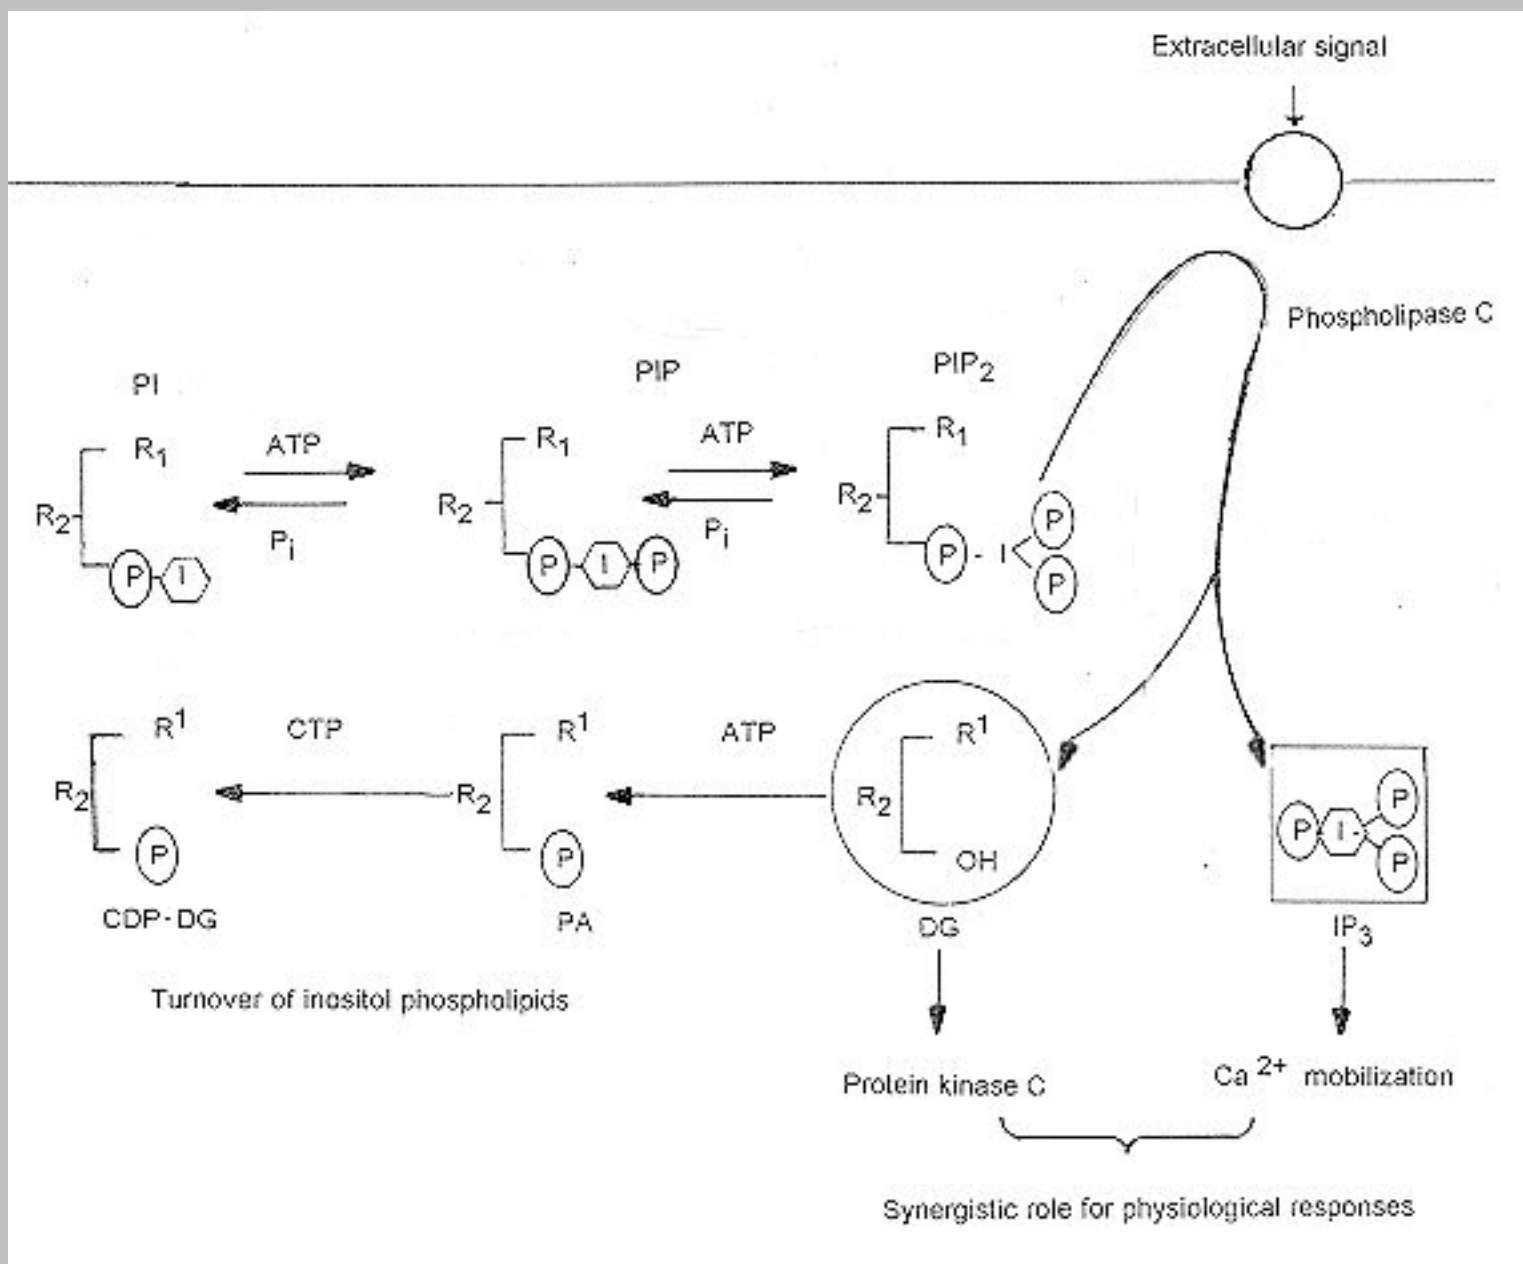 Extracellular signal
Phospholipase C
PI
PIP
PIP2
R1
ATP
R1
ATP
R1
R2
R2
R2
Pi
Pi
P I
P I P
P - I P
P
R1
CTP
R1
ATP
R1
R2
R2
R2
P
P
OH
P I P
P
CDP-DG
PA
DG
IP3
Turnover of inositol phospholipids
Protein kinase C
Ca 2+ mobilization
Synergistic role for physiological responses